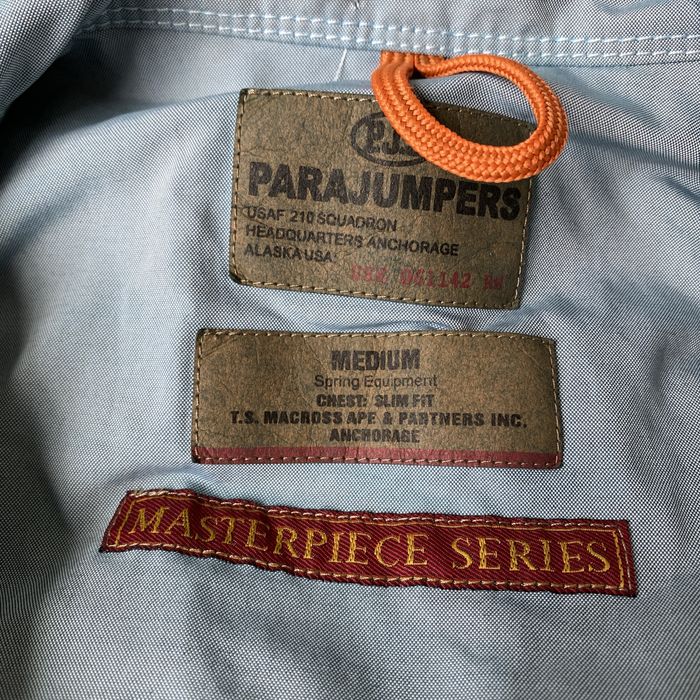 PARAJUMPERS
USAF 210 SQUADRON
HEADQUARTERS ANCHORAGE
ALASKA USA
MEDIUM
Spring Equipment
CHEST: SLIM FIT
T.S. MACROSS APE & PARTNERS INC.
ANCHORAGE
MASTERPIECE SERIES